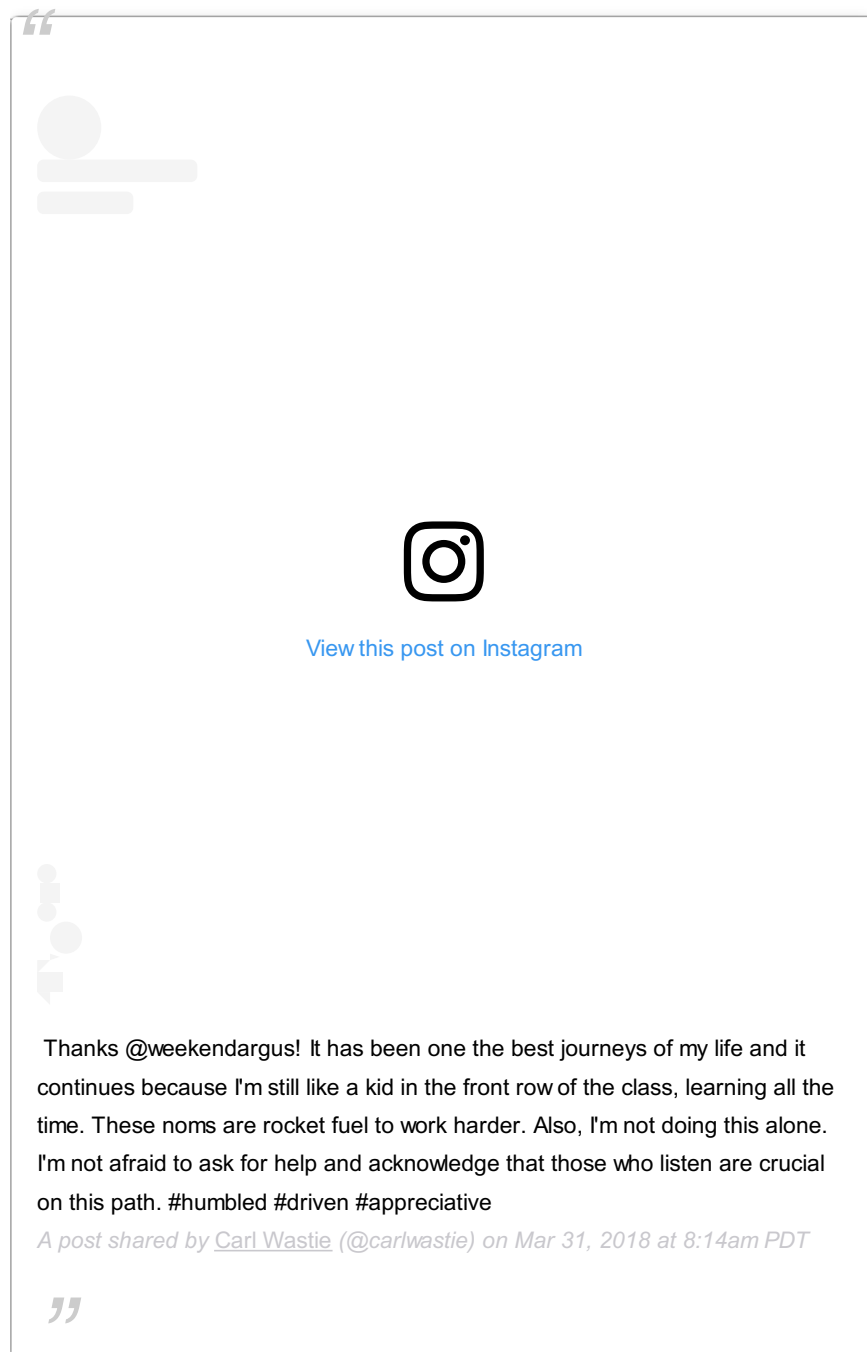 “
View this post on Instagram
Thanks @weekendargus! It has been one the best journeys of my life and it
continues because I'm still like a kid in the front row of the class, learning all the
time. These noms are rocket fuel to work harder. Also, I'm not doing this alone.
I'm not afraid to ask for help and acknowledge that those who listen are crucial
on this path. #humbled #driven #appreciative
A post shared by Carl Wastie (@carlwastie) on Mar 31, 2018 at 8:14am PDT
”